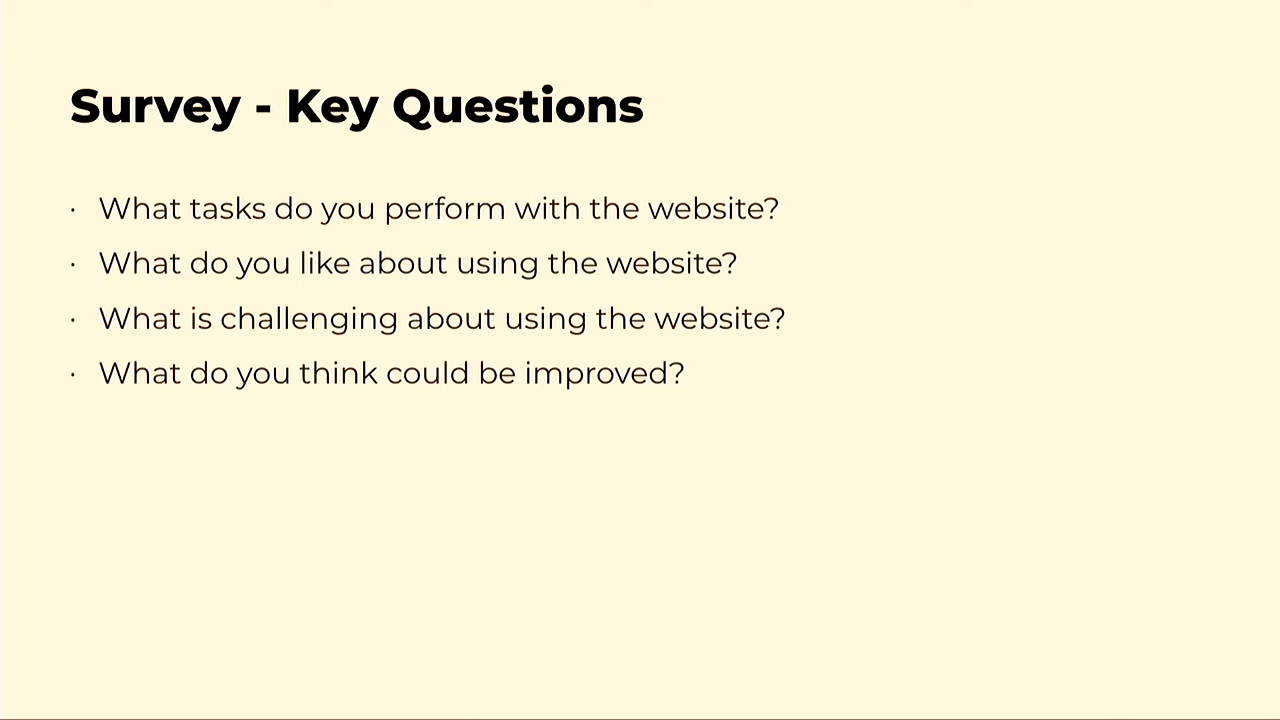 Survey - Key Questions
· What tasks do you perform with the website?
· What do you like about using the website?
· What is challenging about using the website?
· What do you think could be improved?